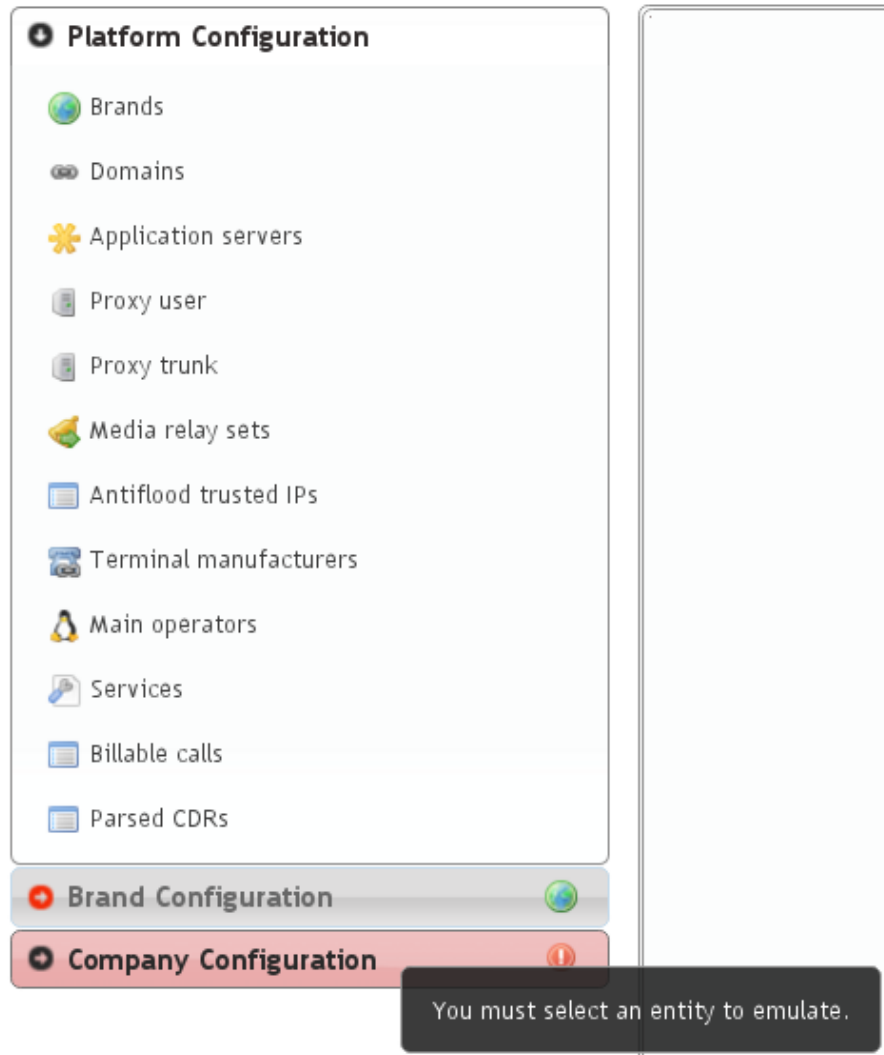 Platform Configuration
Brands
Domains
Application servers
Proxy user
Proxy trunk
Media relay sets
Antiflood trusted IPs
Terminal manufacturers
Main operators
Services
Billable calls
Parsed CDRs
Brand Configuration
Company Configuration
You must select an entity to emulate.